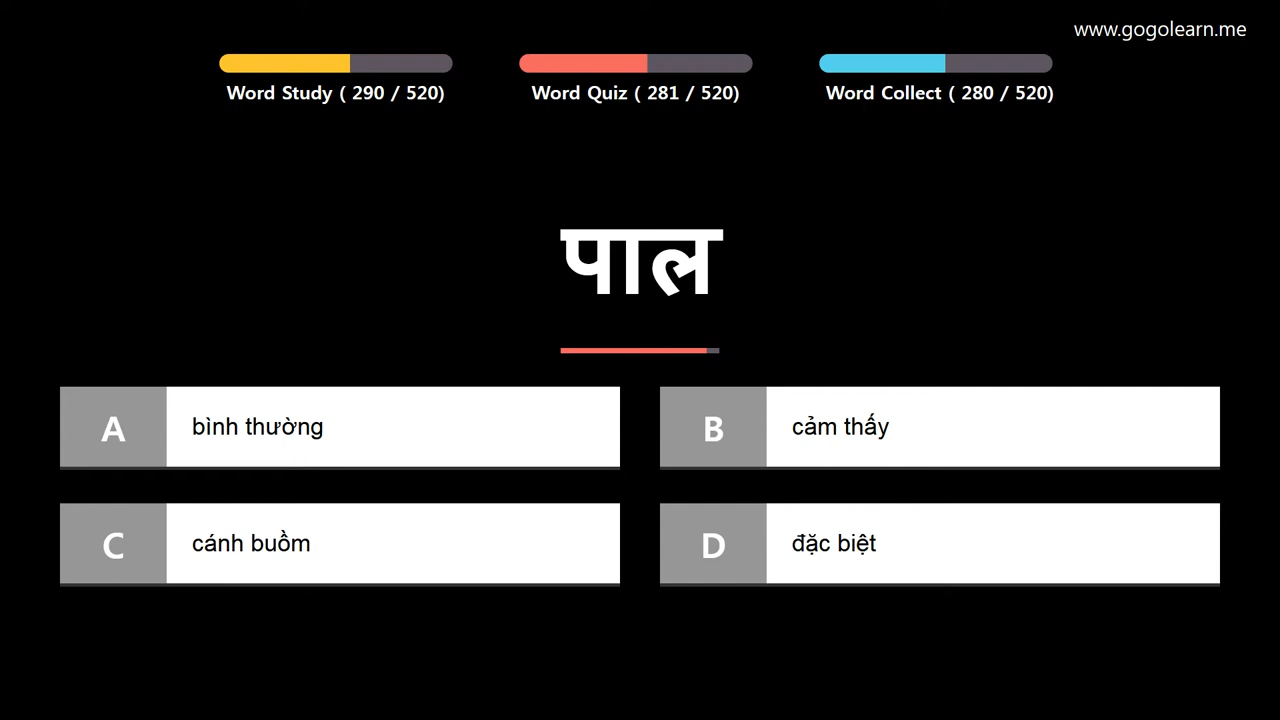 www.gogolearn.me
Word Study ( 290 / 520)
Word Quiz ( 281 / 520)
Word Collect ( 280 / 520)
पाल
A
bình thường
B
cảm thấy
C
cánh buồm
D
đặc biệt